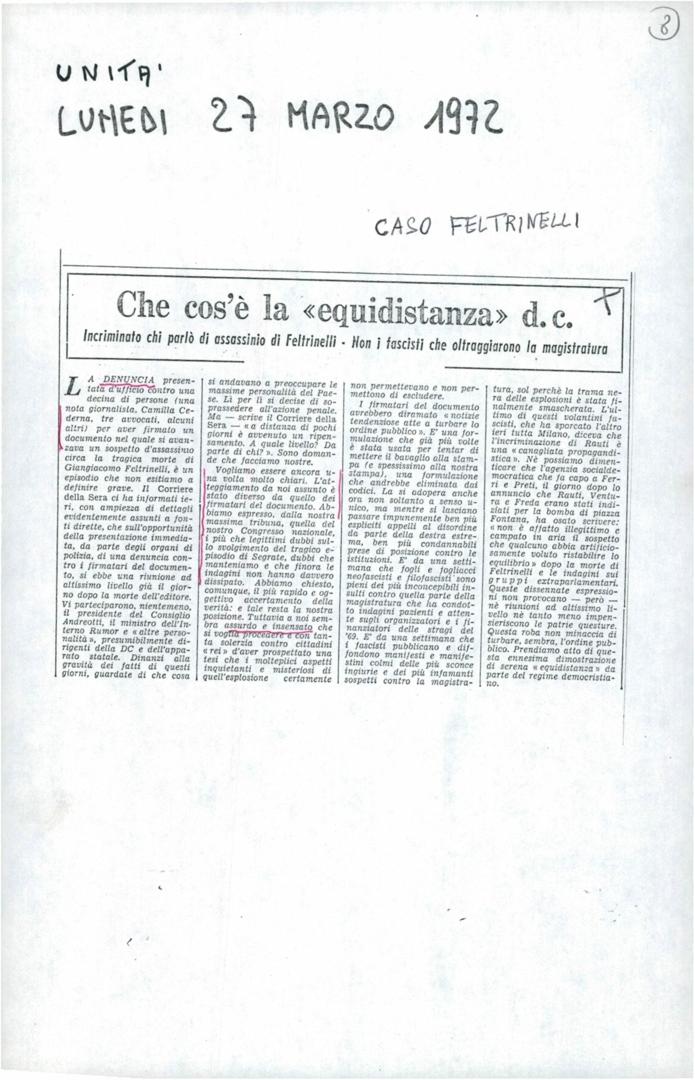 8
UNITA'
LUNEDI 27 MARZO 1972
CASO FELTRINELLI
Che cos'è la «equidistanza» d.c.
Incriminato chi parlò di assassinio di Feltrinelli - Non i fascisti che oltraggiarono la magistratura
LA DENUNCIA presen-
tata d'ufficio contro una
decina di persone (una
nota giornalista, Camilla Ce-
derna, tre avvocati, alcuni
altri) per aver firmato un
documento nel quale si avan-
zava un sospetto d'assassinio
circa la tragica morte di
Giangiacomo Feltrinelli, è un
episodio che non esitiamo a
definire grave. Il Corriere
della Sera ci ha informati ie-
ri, con ampiezza di dettagli
evidentemente assunti a fon-
ti dirette, che sull'opportunità
della presentazione immedia-
ta, da parte degli organi di
polizia, di una denuncia con-
tro i firmatari del documen-
to, si ebbe una riunione ad
altissimo livello già il gior-
no dopo la morte dell'editore.
Vi parteciparono, nientemeno,
il presidente del Consiglio
Andreotti, il ministro dell'In-
terno Rumor e «altre perso-
nalità», presumibilmente di-
rigenti della DC e dell'appa-
rato statale. Dinanzi alla
gravità dei fatti di questi
giorni, guardate di che cosa
si andavano a preoccupare le
massime personalità del Pae-
se. Lì per lì si decise di so-
prassedere all'azione penale.
Ma — scrive il Corriere della
Sera — «a distanza di pochi
giorni è avvenuto un ripen-
samento. A quale livello? Da
parte di chi?». Sono doman-
de che facciamo nostre.
Vogliamo essere ancora u-
na volta molto chiari. L'at-
teggiamento da noi assunto è
stato diverso da quello dei
firmatari del documento. Ab-
biamo espresso, dalla nostra
massima tribuna, quella del
nostro Congresso nazionale,
i più che legittimi dubbi sul-
lo svolgimento del tragico e-
pisodio di Segrate, dubbi che
manteniamo e che finora le
indagini non hanno davvero
dissipato. Abbiamo chiesto,
comunque, il più rapido e og-
gettivo accertamento della
verità: e tale resta la nostra
posizione. Tuttavia a noi sem-
bra assurdo e insensato che
si voglia procedere e con tan-
ta solerzia contro cittadini
«rei» d'aver prospettato una
tesi che i molteplici aspetti
inquietanti e misteriosi di
quell'esplosione certamente
non permettevano e non per-
mettono di escludere.
I firmatari del documento
avrebbero diramato «notizie
tendenziose atte a turbare lo
ordine pubblico». E' una for-
mulazione che già più volte
è stata usata per tentar di
mettere il bavaglio alla stam-
pa (e spessissimo alla nostra
stampa), una formulazione
che andrebbe eliminata dai
codici. La si adopera anche
ora non soltanto a senso u-
nico, ma mentre si lasciano
passare impunemente ben più
espliciti appelli al disordine
da parte della destra estre-
ma, ben più condannabili
prese di posizione contro le
istituzioni. E' da una setti-
mana che fogli e fogliacci
neofascisti e filofascisti sono
pieni dei più inconcepibili in-
sulti contro quella parte della
magistratura che ha condot-
to indagini pazienti e atten-
te sugli organizzatori e i fi-
nanziatori delle stragi del
'69. E' da una settimana che
i fascisti pubblicano e dif-
fondono manifesti e manife-
stini colmi delle più sconce
ingiurie e dei più infamanti
sospetti contro la magistra-
tura, sol perchè la trama ne-
ra delle esplosioni è stata fi-
nalmente smascherata. L'ul-
timo di questi volantini fa-
scisti, che ha sporcato l'altro
ieri tutta Milano, diceva che
l'incriminazione di Rauti è
una «canagliata propagandi-
stica». Nè possiamo dimen-
ticare che l'agenzia socialde-
mocratica che fa capo a Fer-
ri e Preti, il giorno dopo lo
annuncio che Rauti, Ventu-
ra e Freda erano stati indi-
ziati per la bomba di piazza
Fontana, ha osato scrivere:
«non è affatto illegittimo e
campato in aria il sospetto
che qualcuno abbia artificio-
samente voluto ristabilire lo
equilibrio» dopo la morte di
Feltrinelli e le indagini sui
gruppi extraparlamentari.
Queste dissennate espressio-
ni non provocano — però —
nè riunioni ad altissimo li-
vello nè tanto meno impen-
sieriscono le patrie questure.
Questa roba non minaccia di
turbare, sembra, l'ordine pub-
blico. Prendiamo atto di que-
sta ennesima dimostrazione
di serena «equidistanza» da
parte del regime democristia-
no.